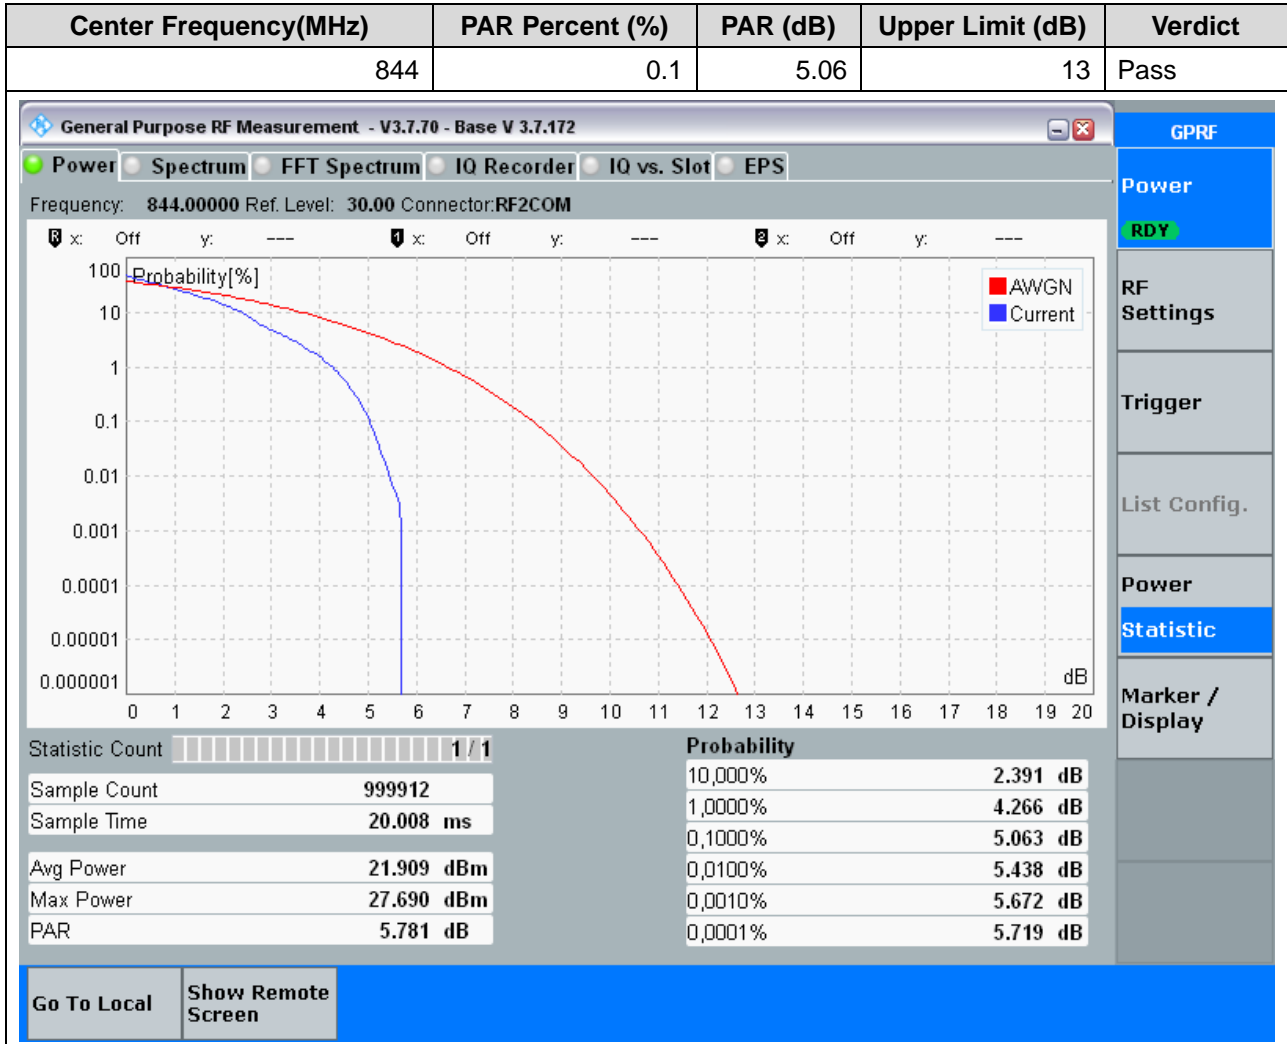 Center Frequency(MHz) PAR Percent (%) PAR (dB) Upper Limit (dB) Verdict
844 0.1 5.06 13 Pass
General Purpose RF Measurement - V3.7.70 - Base V 3.7.172
GPRF
Power Spectrum FFT Spectrum IQ Recorder IQ vs. Slot EPS
Power
RDY
Frequency: 844.00000 Ref. Level: 30.00 Connector:RF2COM
R x: Off y: --- 1 x: Off y: --- 2 x: Off y: ---
Probability[%]
AWGN
Current
100
10
1
0.1
0.01
0.001
0.0001
0.00001
0.000001
dB
0 1 2 3 4 5 6 7 8 9 10 11 12 13 14 15 16 17 18 19 20
RF
Settings
Trigger
List Config.
Power
Statistic
Marker /
Display
Statistic Count 1 / 1
Sample Count 999912
Sample Time 20.008 ms
Avg Power 21.909 dBm
Max Power 27.690 dBm
PAR 5.781 dB
Probability
10,000% 2.391 dB
1,0000% 4.266 dB
0,1000% 5.063 dB
0,0100% 5.438 dB
0,0010% 5.672 dB
0,0001% 5.719 dB
Go To Local
Show Remote
Screen